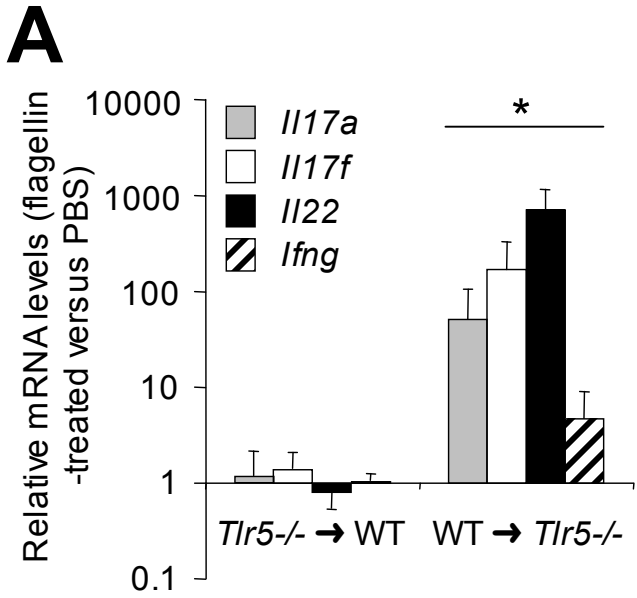 A
Relative mRNA levels (flagellin
-treated versus PBS)
10000
1000
100
10
1
0.1
Il17a
Il17f
Il22
Ifng
*
Tlr5-/- → WT
WT → Tlr5-/-